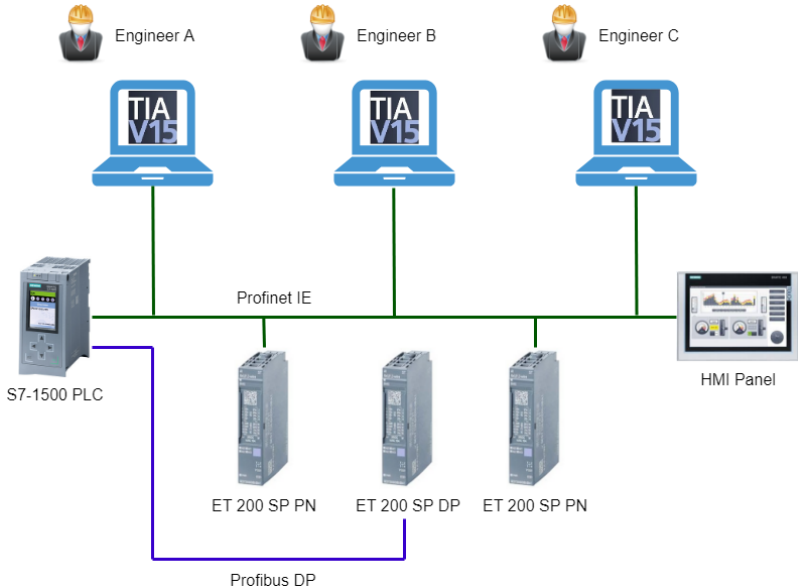 Engineer A
Engineer B
Engineer C
TIA
V15
TIA
V15
TIA
V15
Profinet IE
S7-1500 PLC
HMI Panel
ET 200 SP PN
ET 200 SP DP
ET 200 SP PN
Profibus DP